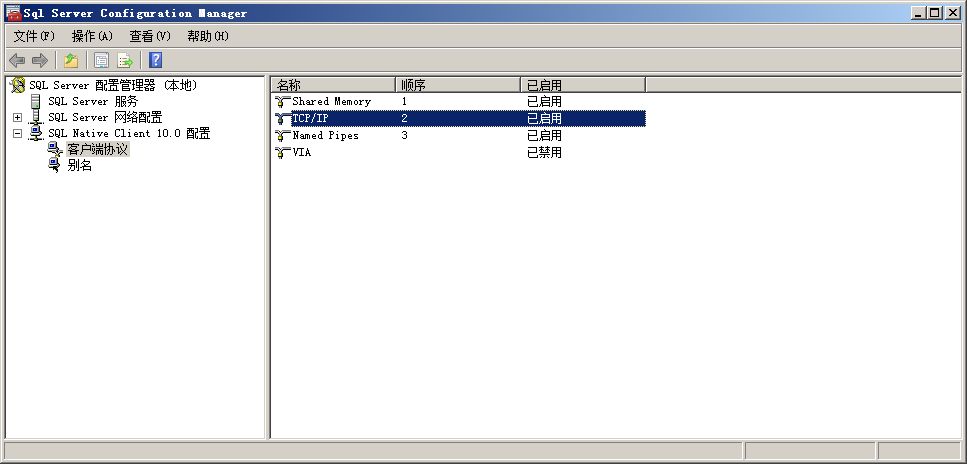 Sql Server Configuration Manager
文件(F) 操作(A) 查看(V) 帮助(H)
SQL Server 配置管理器 (本地)
SQL Server 服务
SQL Server 网络配置
SQL Native Client 10.0 配置
客户端协议
别名
名称 顺序 已启用
Shared Memory 1 已启用
TCP/IP 2 已启用
Named Pipes 3 已启用
VIA 已禁用